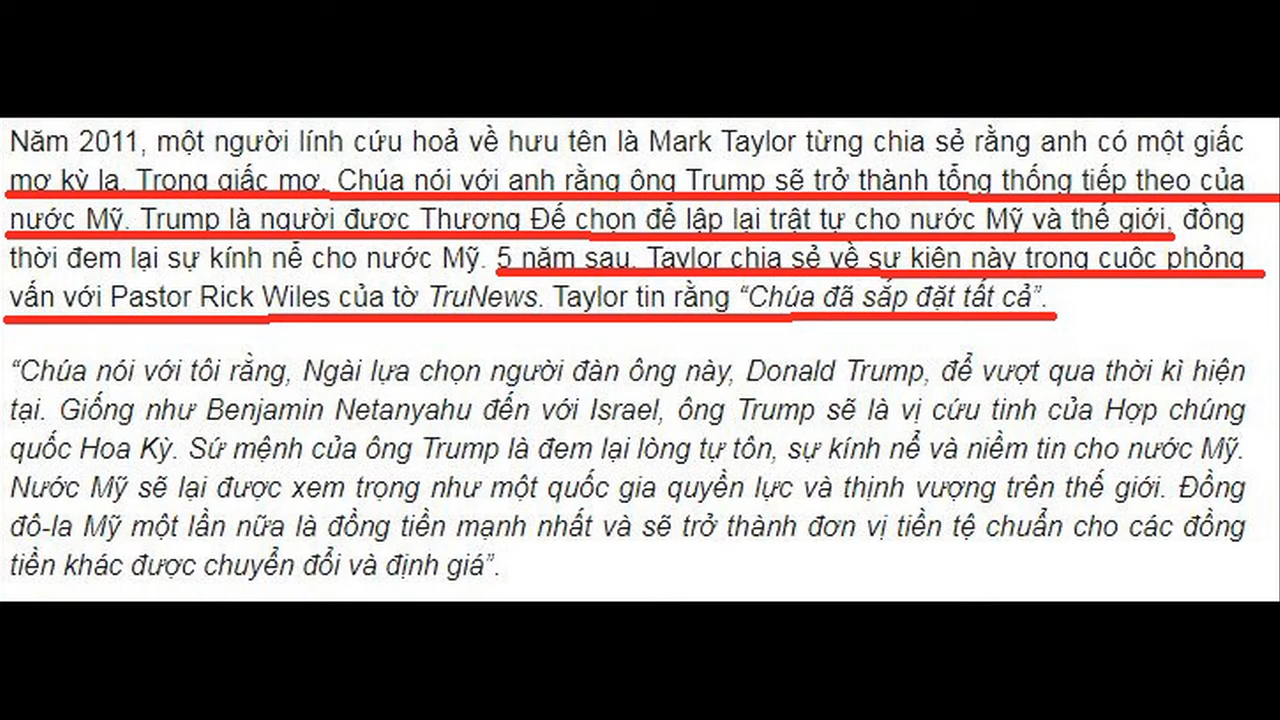 Năm 2011, một người lính cứu hoả về hưu tên là Mark Taylor từng chia sẻ rằng anh có một giấc
mơ kỳ lạ. Trong giấc mơ, Chúa nói với anh rằng ông Trump sẽ trở thành tổng thống tiếp theo của
nước Mỹ. Trump là người được Thượng Đế chọn để lập lại trật tự cho nước Mỹ và thế giới, đồng
thời đem lại sự kính nể cho nước Mỹ. 5 năm sau, Taylor chia sẻ về sự kiện này trong cuộc phỏng
vấn với Pastor Rick Wiles của tờ TruNews. Taylor tin rằng “Chúa đã sắp đặt tất cả”.
“Chúa nói với tôi rằng, Ngài lựa chọn người đàn ông này, Donald Trump, để vượt qua thời kì hiện
tại. Giống như Benjamin Netanyahu đến với Israel, ông Trump sẽ là vị cứu tinh của Hợp chúng
quốc Hoa Kỳ. Sứ mệnh của ông Trump là đem lại lòng tự tôn, sự kính nể và niềm tin cho nước Mỹ.
Nước Mỹ sẽ lại được xem trọng như một quốc gia quyền lực và thịnh vượng trên thế giới. Đồng
đô-la Mỹ một lần nữa là đồng tiền mạnh nhất và sẽ trở thành đơn vị tiền tệ chuẩn cho các đồng
tiền khác được chuyển đổi và định giá”.